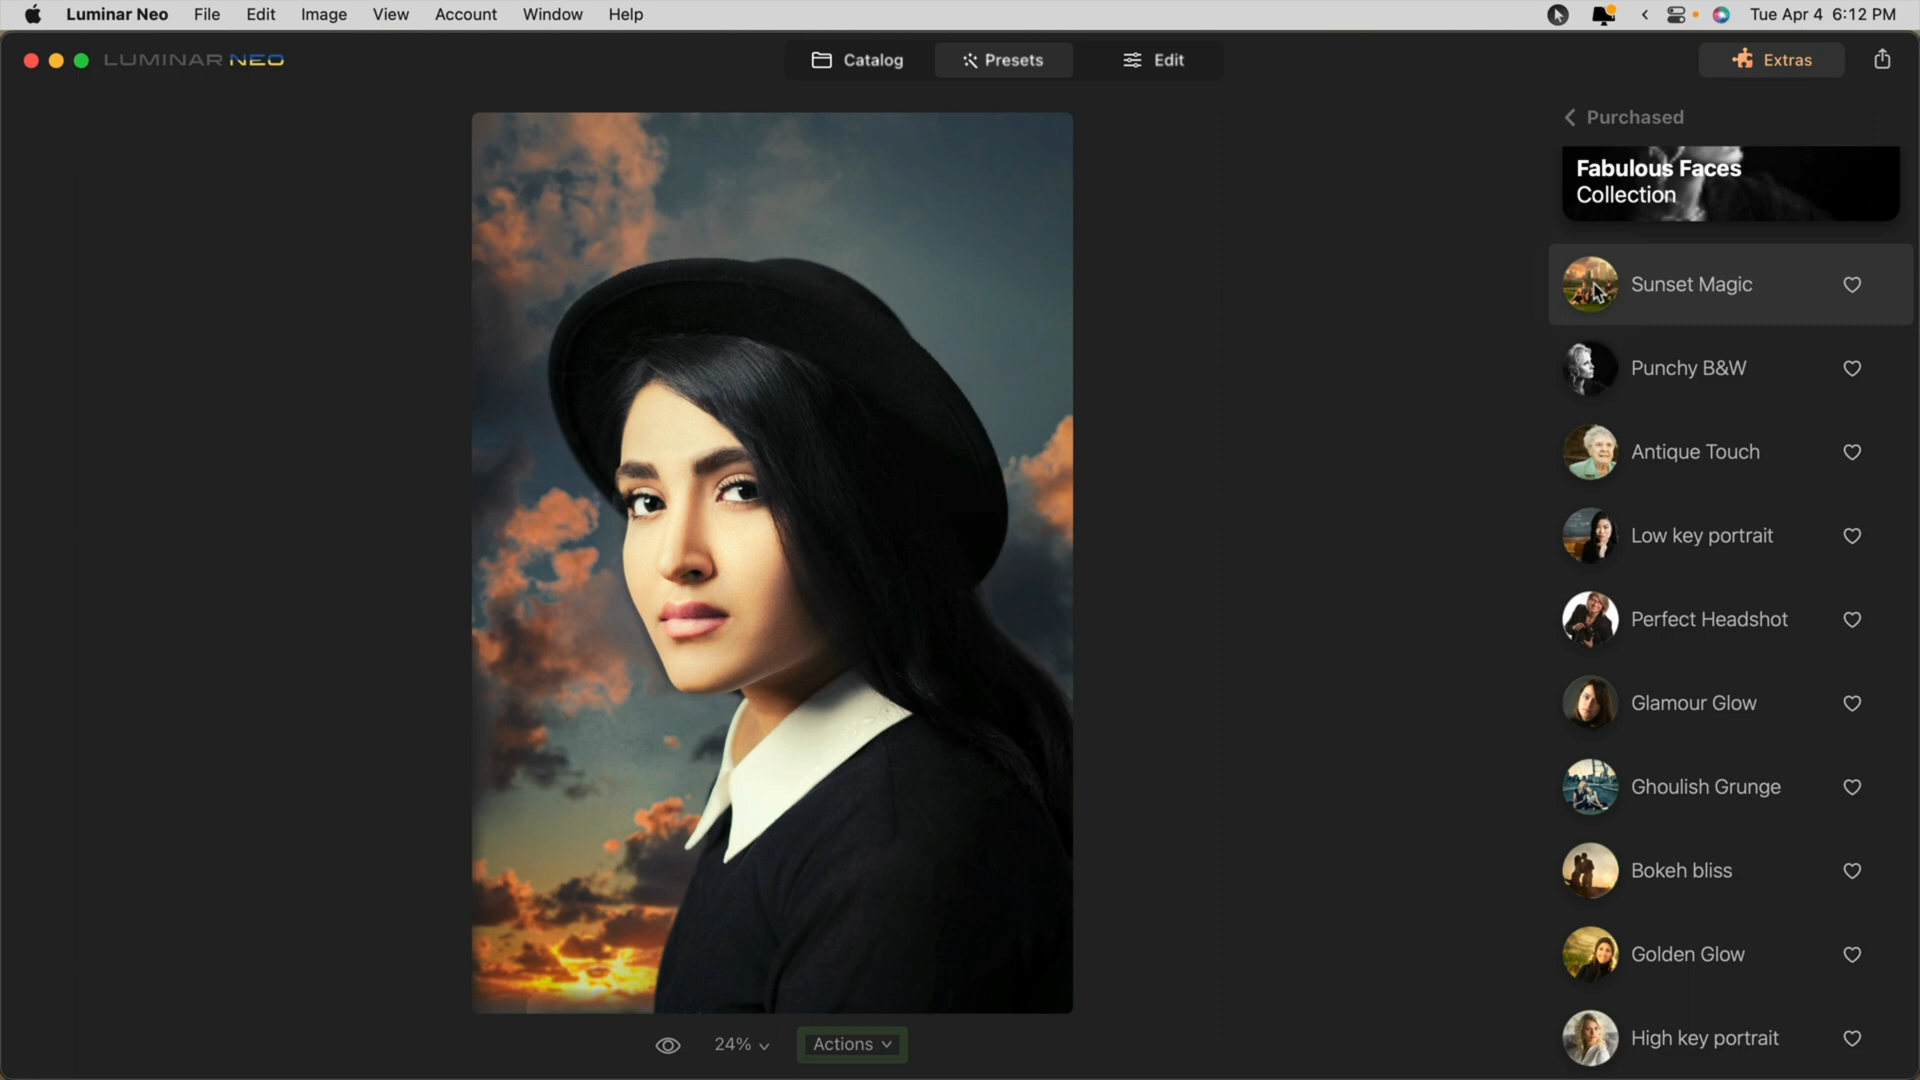 Luminar Neo File Edit Image View Account Window Help Tue Apr 4 6:12 PM
LUMINAR NEO Catalog Presets Edit Extras
Purchased
Fabulous Faces
Collection
Sunset Magic
Punchy B&W
Antique Touch
Low key portrait
Perfect Headshot
Glamour Glow
Ghoulish Grunge
Bokeh bliss
Golden Glow
High key portrait
24% Actions